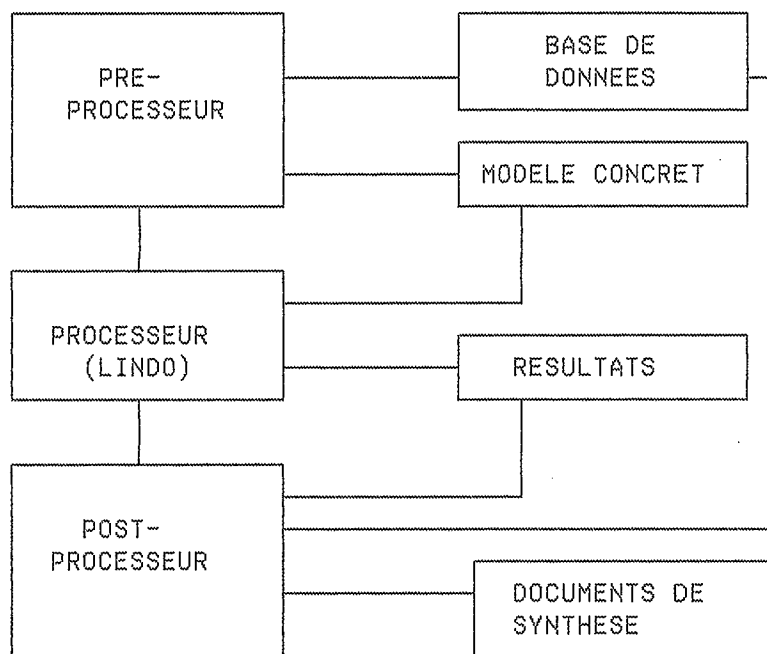 PRE-
PROCESSEUR
BASE DE
DONNEES
MODELE CONCRET
PROCESSEUR
(LINDO)
RESULTATS
POST-
PROCESSEUR
DOCUMENTS DE
SYNTHESE